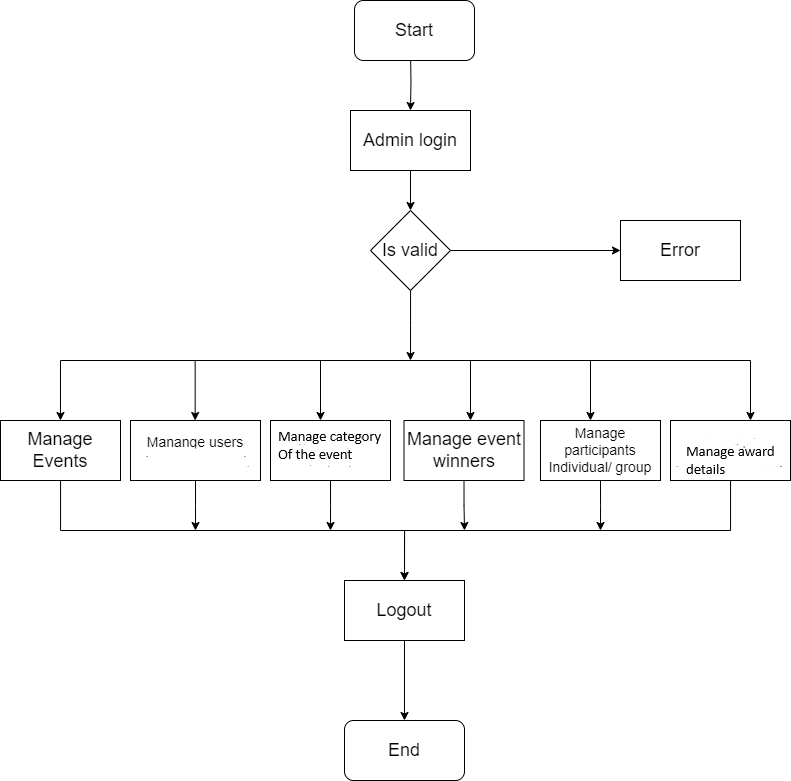 Start
Admin login
Is valid
Error
Manage
Events
Manange users
Manage category
Of the event
Manage event
winners
Manage
participants
Individual/ group
Manage award
details
Logout
End